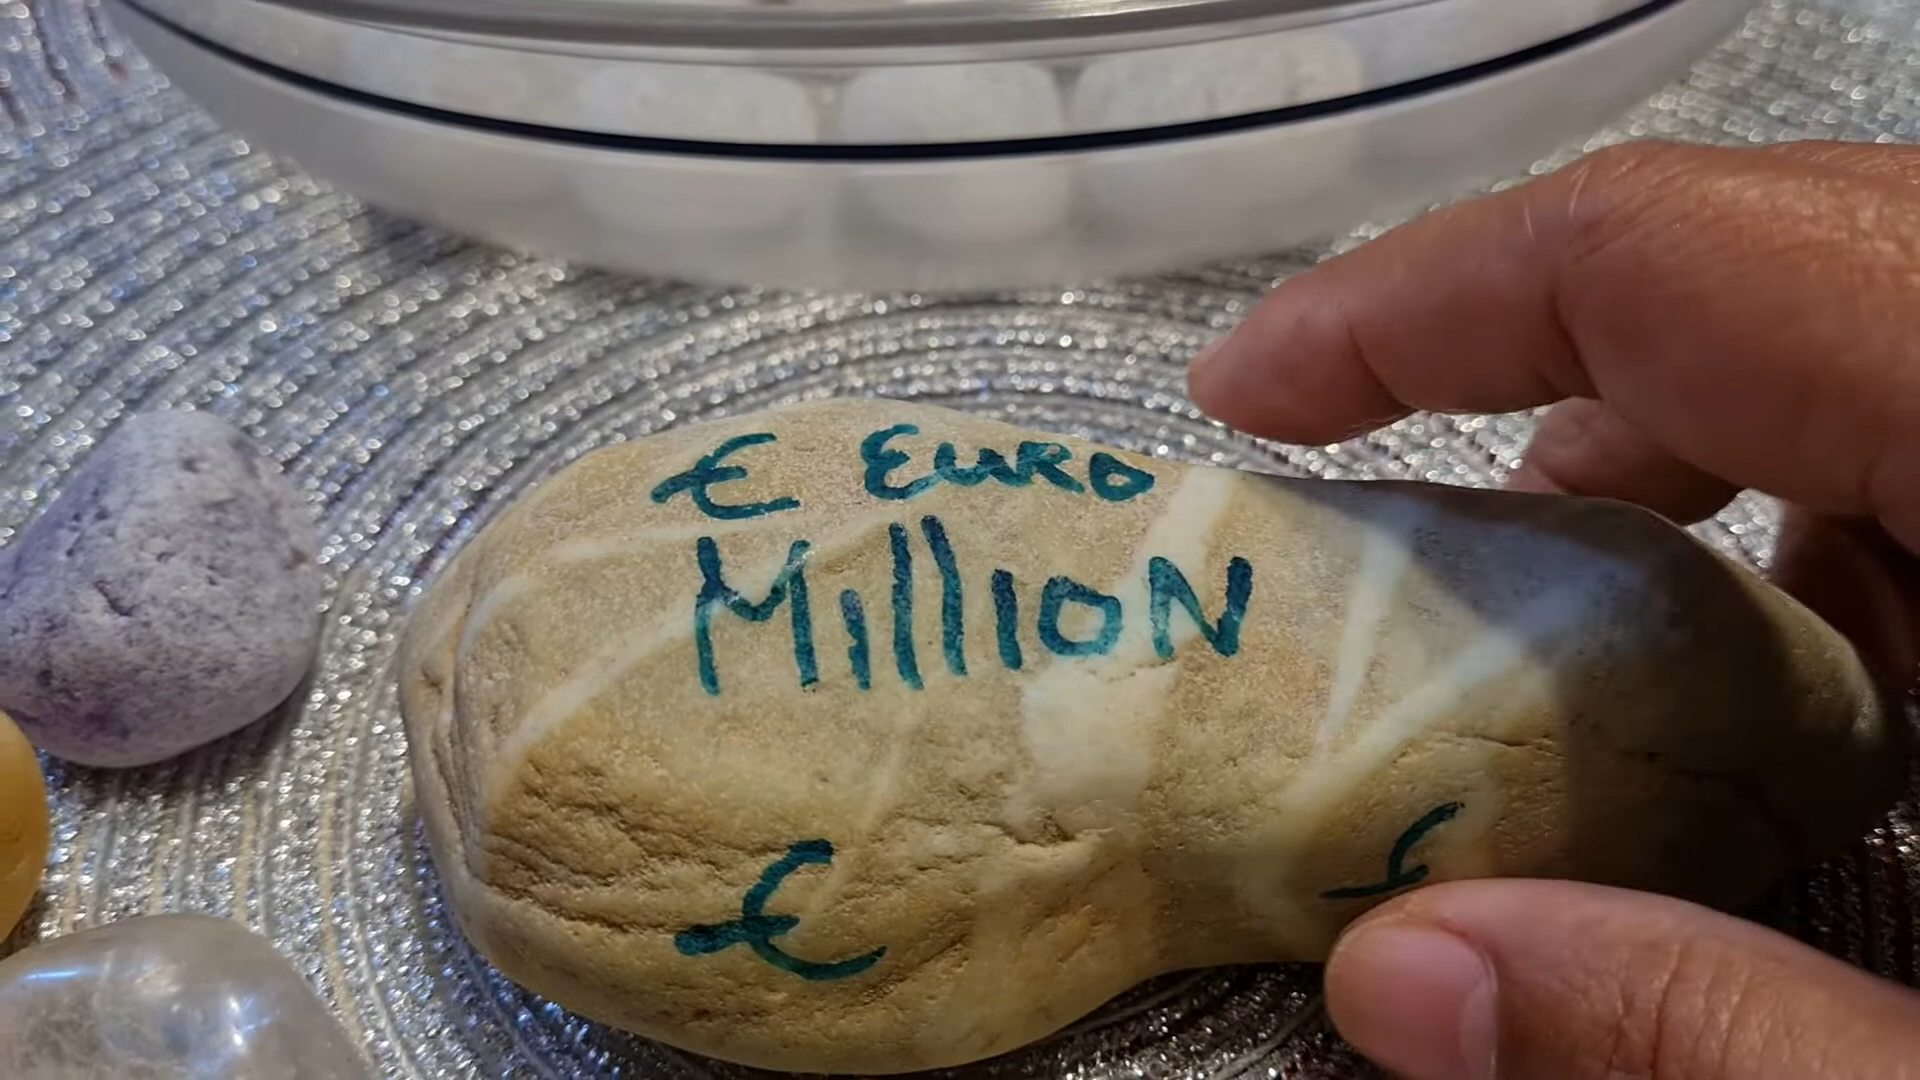 € EURO
MIllION
€ €